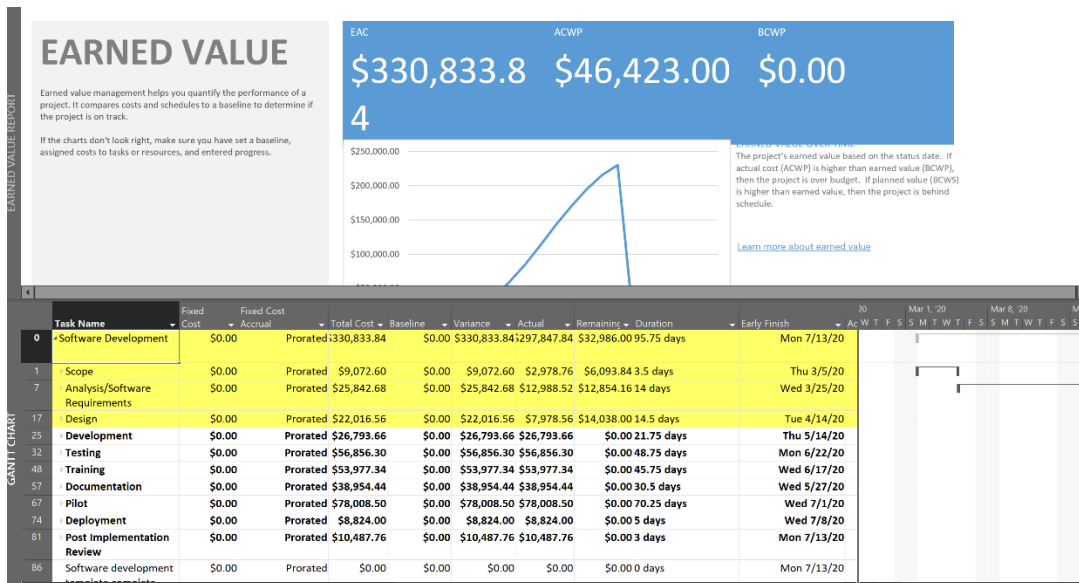 EARNED VALUE REPORT
EARNED VALUE
Earned value management helps you quantify the performance of a
project. It compares costs and schedules to a baseline to determine if
the project is on track.
If the charts don't look right, make sure you have set a baseline,
assigned costs to tasks or resources, and entered progress.
EAC ACWP BCWP
$330,833.8 $46,423.00 $0.00
4
$250,000.00
$200,000.00
$150,000.00
$100,000.00
EARNED VALUE OVER TIME
The project's earned value based on the status date. If
actual cost (ACWP) is higher than earned value (BCWP),
then the project is over budget. If planned value (BCWS)
is higher than earned value, then the project is behind
schedule.
Learn more about earned value
GANTT CHART
Fixed Fixed Cost 20 Mar 1, '20 Mar 8, '20 M
Task Name Cost Accrual Total Cost Baseline Variance Actual Remaining Duration Early Finish Ac W T F S S M T W T F S S M T W T F S S
0 Software Development $0.00 Prorated $330,833.84 $0.00 $330,833.84 $297,847.84 $32,986.00 95.75 days Mon 7/13/20
1 Scope $0.00 Prorated $9,072.60 $0.00 $9,072.60 $2,978.76 $6,093.84 3.5 days Thu 3/5/20
7 Analysis/Software $0.00 Prorated $25,842.68 $0.00 $25,842.68 $12,988.52 $12,854.16 14 days Wed 3/25/20
Requirements
17 Design $0.00 Prorated $22,016.56 $0.00 $22,016.56 $7,978.56 $14,038.00 14.5 days Tue 4/14/20
25 Development $0.00 Prorated $26,793.66 $0.00 $26,793.66 $26,793.66 $0.00 21.75 days Thu 5/14/20
32 Testing $0.00 Prorated $56,856.30 $0.00 $56,856.30 $56,856.30 $0.00 48.75 days Mon 6/22/20
48 Training $0.00 Prorated $53,977.34 $0.00 $53,977.34 $53,977.34 $0.00 45.75 days Wed 6/17/20
57 Documentation $0.00 Prorated $38,954.44 $0.00 $38,954.44 $38,954.44 $0.00 30.5 days Wed 5/27/20
67 Pilot $0.00 Prorated $78,008.50 $0.00 $78,008.50 $78,008.50 $0.00 70.25 days Wed 7/1/20
74 Deployment $0.00 Prorated $8,824.00 $0.00 $8,824.00 $8,824.00 $0.00 5 days Wed 7/8/20
81 Post Implementation $0.00 Prorated $10,487.76 $0.00 $10,487.76 $10,487.76 $0.00 3 days Mon 7/13/20
Review
86 Software development $0.00 Prorated $0.00 $0.00 $0.00 $0.00 $0.00 0 days Mon 7/13/20
template complete